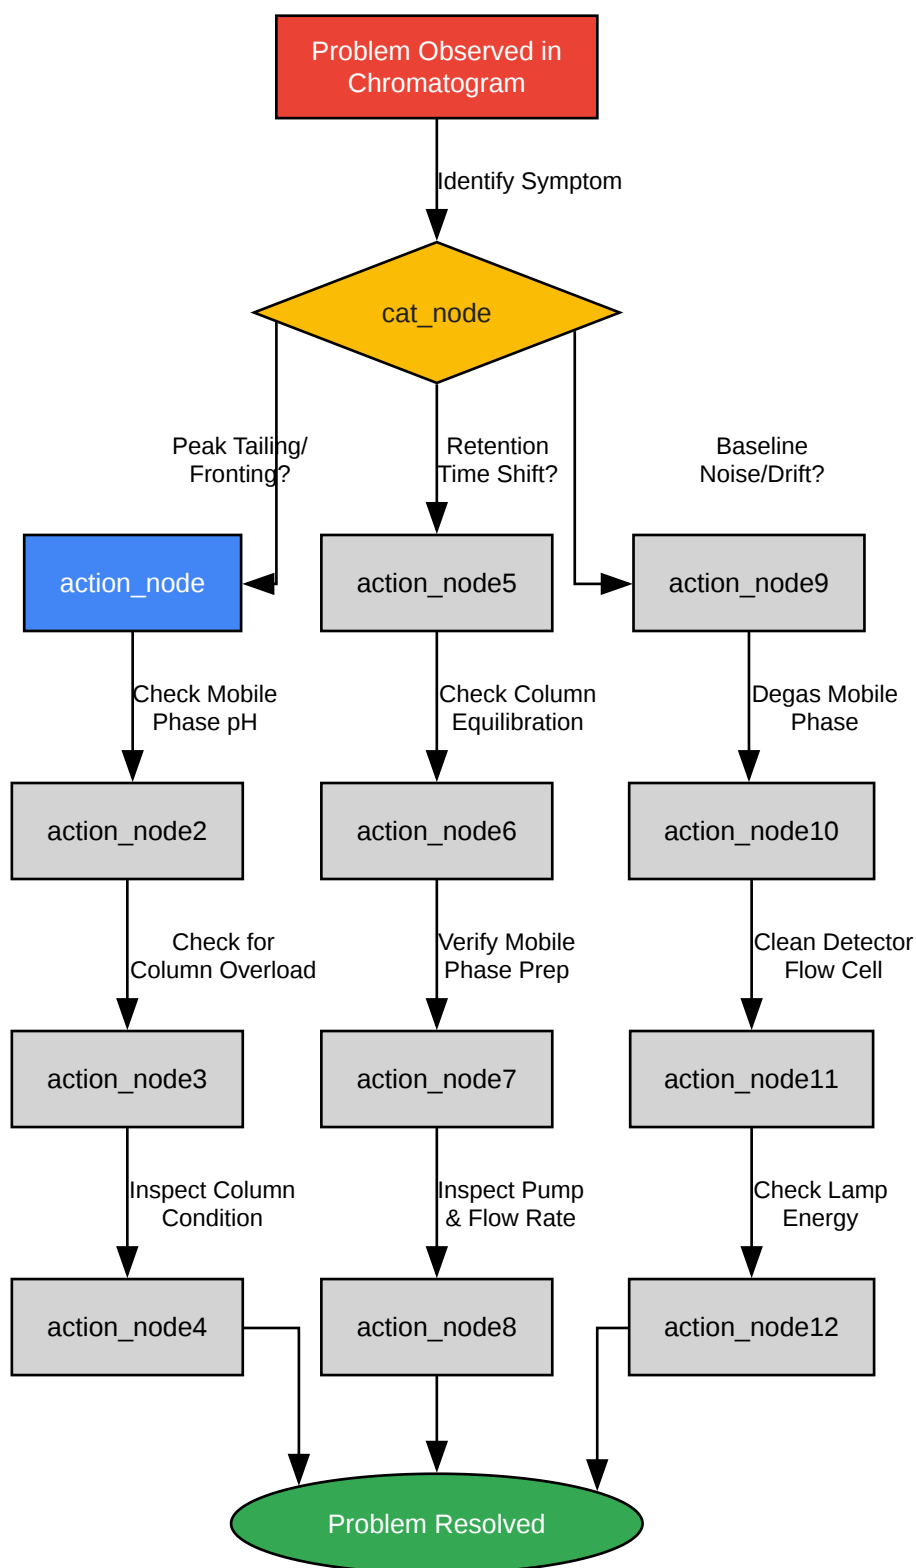 Problem Observed in
Chromatogram
Identify Symptom
cat_node
Peak Tailing/
Fronting?
Retention
Time Shift?
Baseline
Noise/Drift?
action_node
action_node5
action_node9
Check Mobile
Phase pH
Check Column
Equilibration
Degas Mobile
Phase
action_node2
action_node6
action_node10
Check for
Column Overload
Verify Mobile
Phase Prep
Clean Detector
Flow Cell
action_node3
action_node7
action_node11
Inspect Column
Condition
Inspect Pump
& Flow Rate
Check Lamp
Energy
action_node4
action_node8
action_node12
Problem Resolved